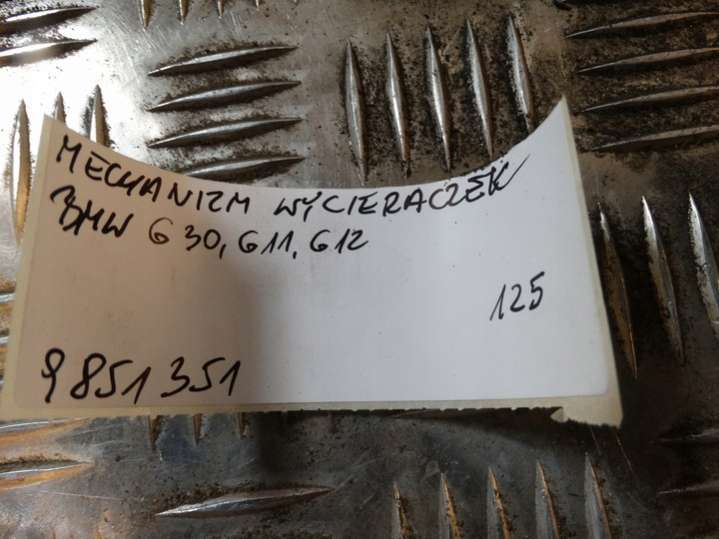 MECHANIZM WYCIERACZEK
BMW G30, G11, G12
125
9851351